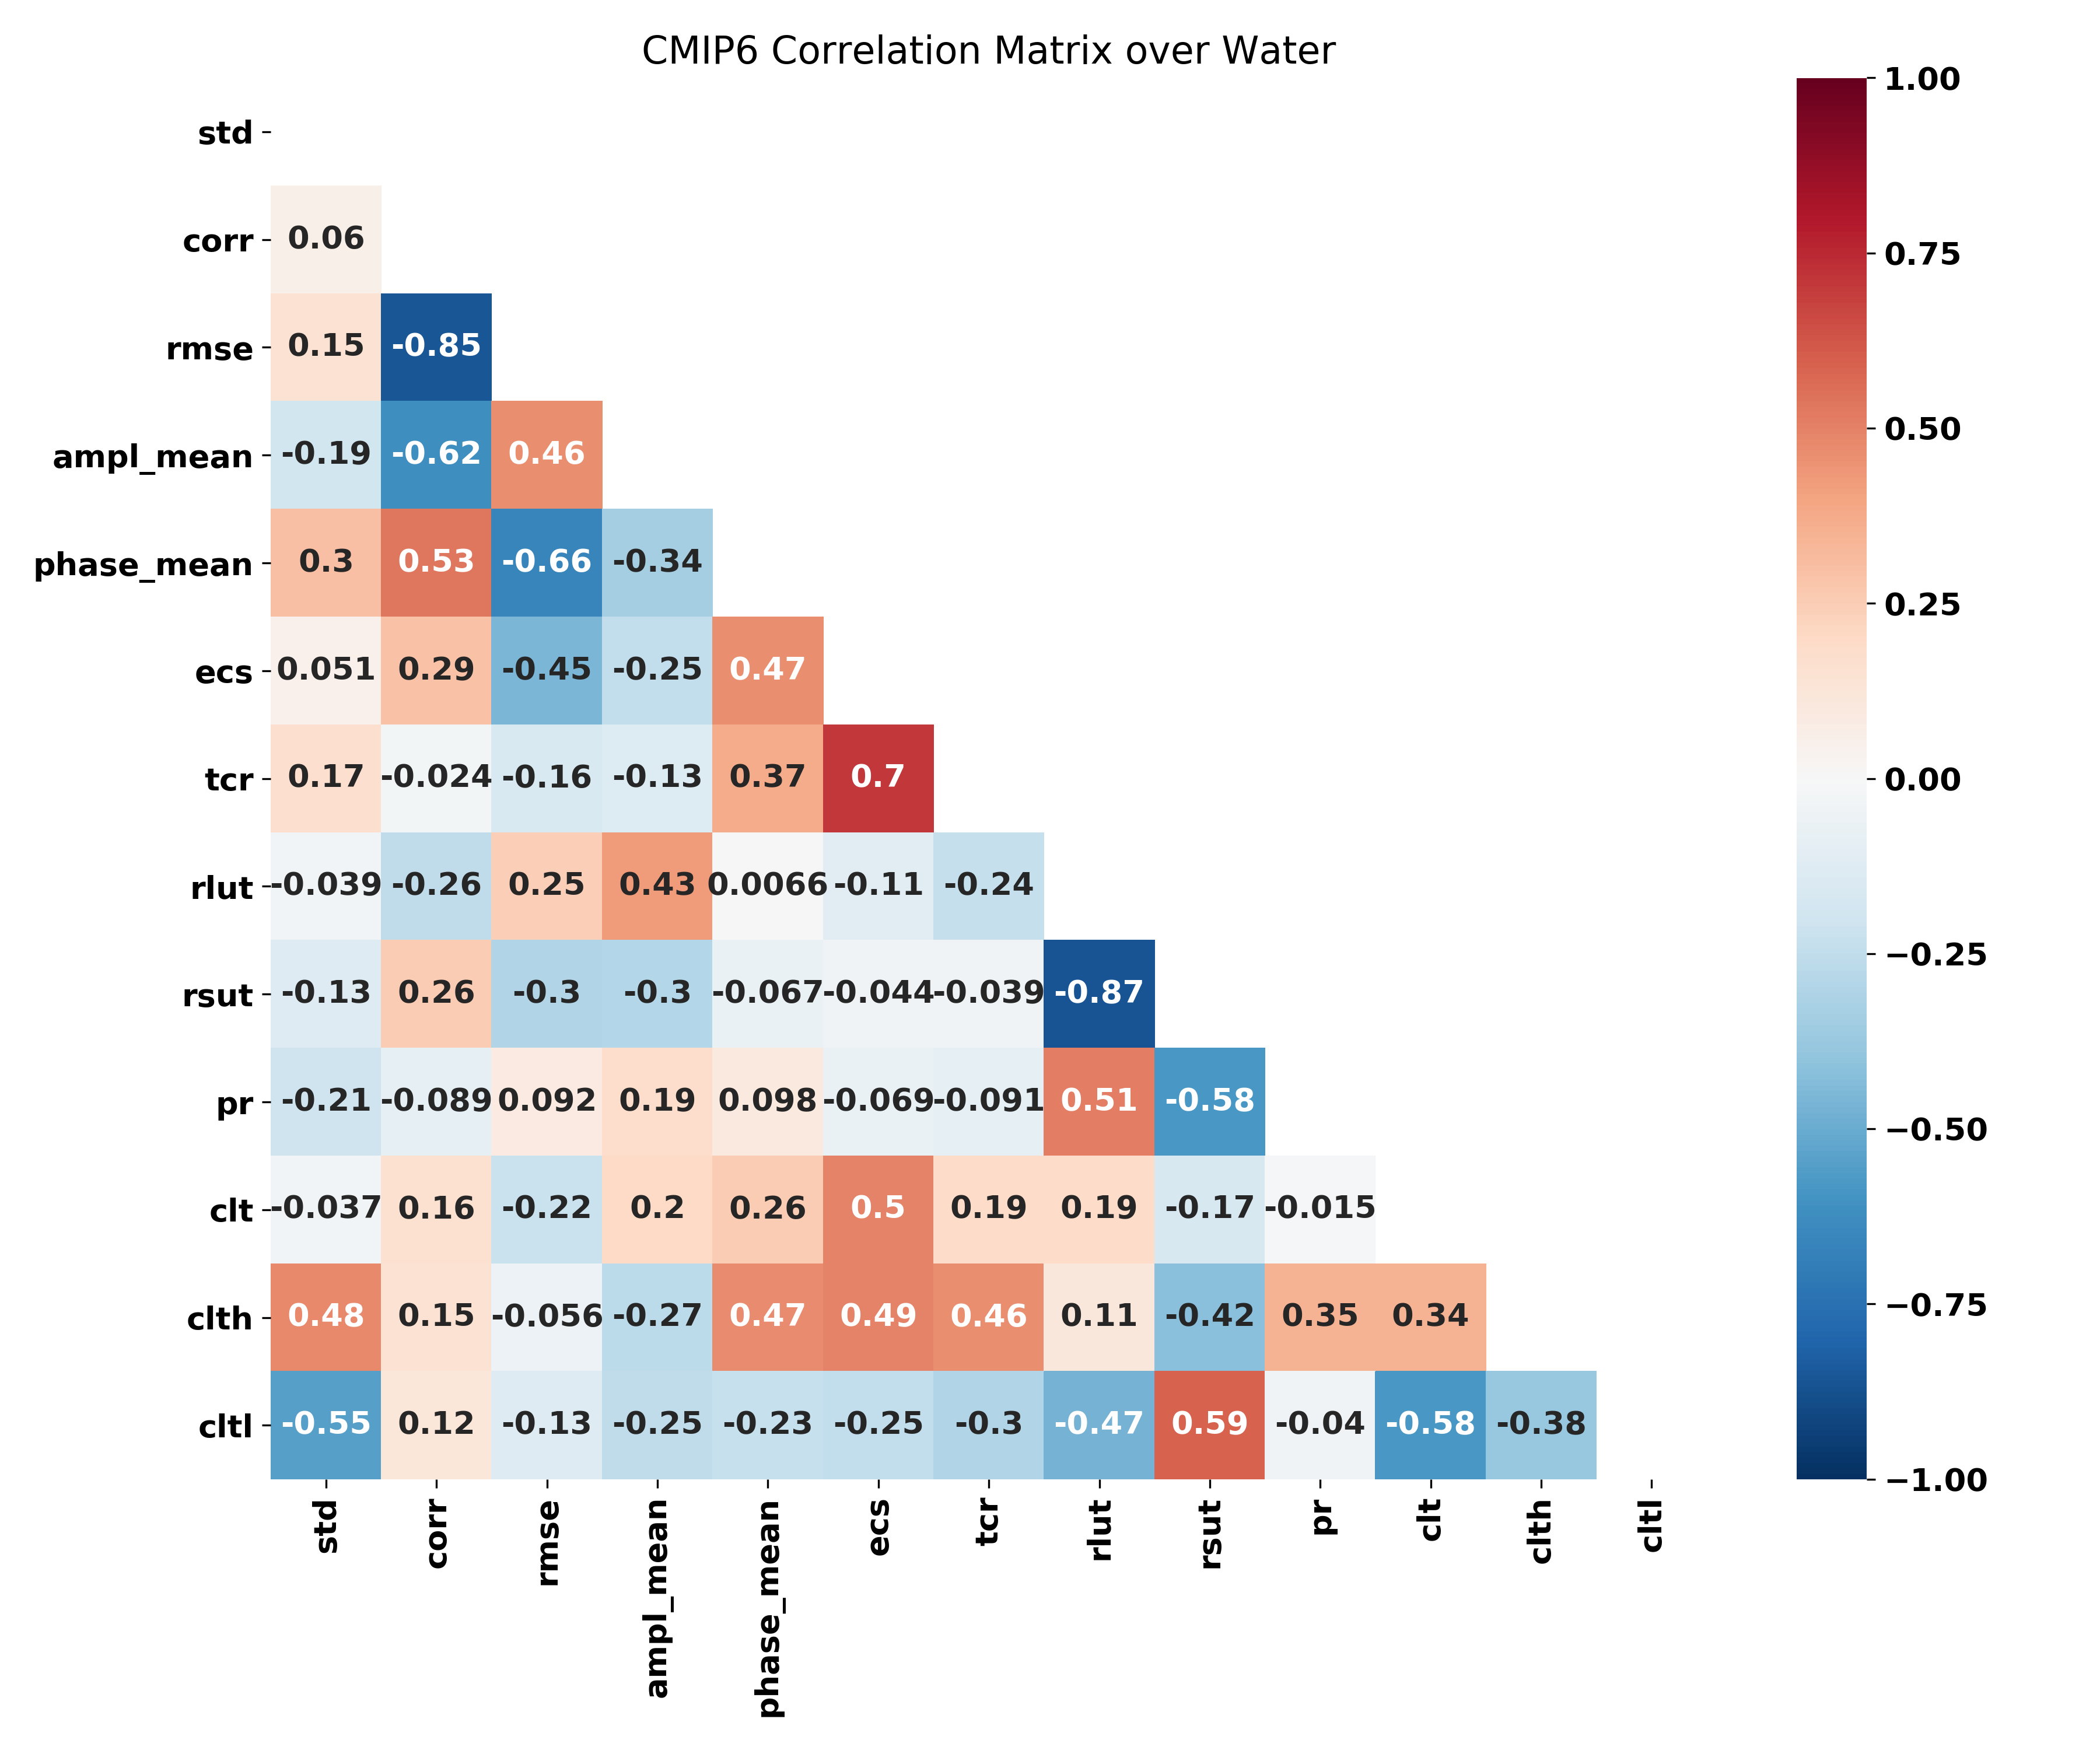 CMIP6 Correlation Matrix over Water
std
corr 0.06
rmse 0.15 -0.85
ampl_mean -0.19 -0.62 0.46
phase_mean 0.3 0.53 -0.66 -0.34
ecs 0.051 0.29 -0.45 -0.25 0.47
tcr 0.17 -0.024 -0.16 -0.13 0.37 0.7
rlut -0.039 -0.26 0.25 0.43 0.0066 -0.11 -0.24
rsut -0.13 0.26 -0.3 -0.3 -0.067 -0.044 -0.039 -0.87
pr -0.21 -0.089 0.092 0.19 0.098 -0.069 -0.091 0.51 -0.58
clt -0.037 0.16 -0.22 0.2 0.26 0.5 0.19 0.19 -0.17 -0.015
clth 0.48 0.15 -0.056 -0.27 0.47 0.49 0.46 0.11 -0.42 0.35 0.34
cltl -0.55 0.12 -0.13 -0.25 -0.23 -0.25 -0.3 -0.47 0.59 -0.04 -0.58 -0.38
std corr rmse ampl_mean phase_mean ecs tcr rlut rsut pr clt clth cltl
1.00
0.75
0.50
0.25
0.00
−0.25
−0.50
−0.75
−1.00